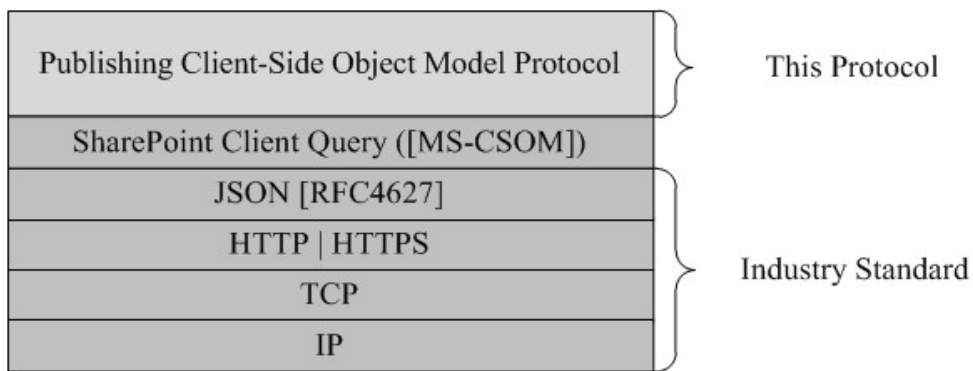 Publishing Client-Side Object Model Protocol
This Protocol
SharePoint Client Query ([MS-CSOM])
JSON [RFC4627]
HTTP | HTTPS
Industry Standard
TCP
IP